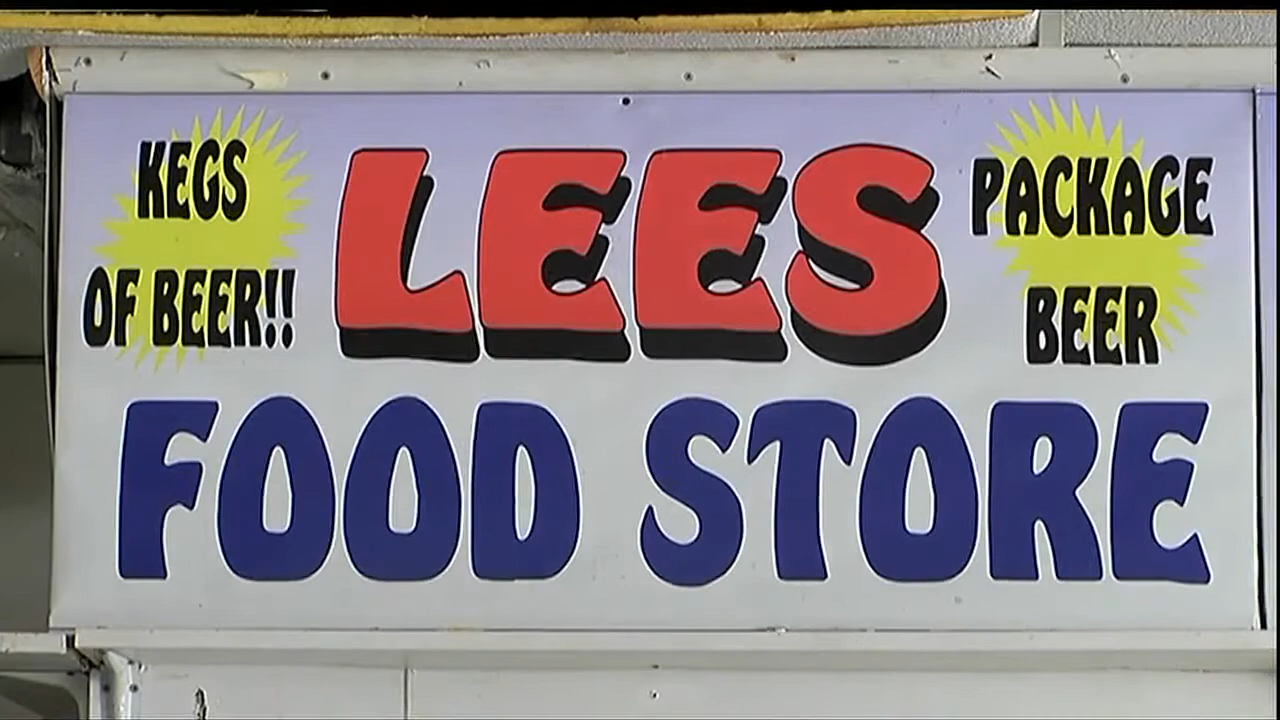 KEGS
OF BEER!!
LEES
PACKAGE
BEER
FOOD STORE